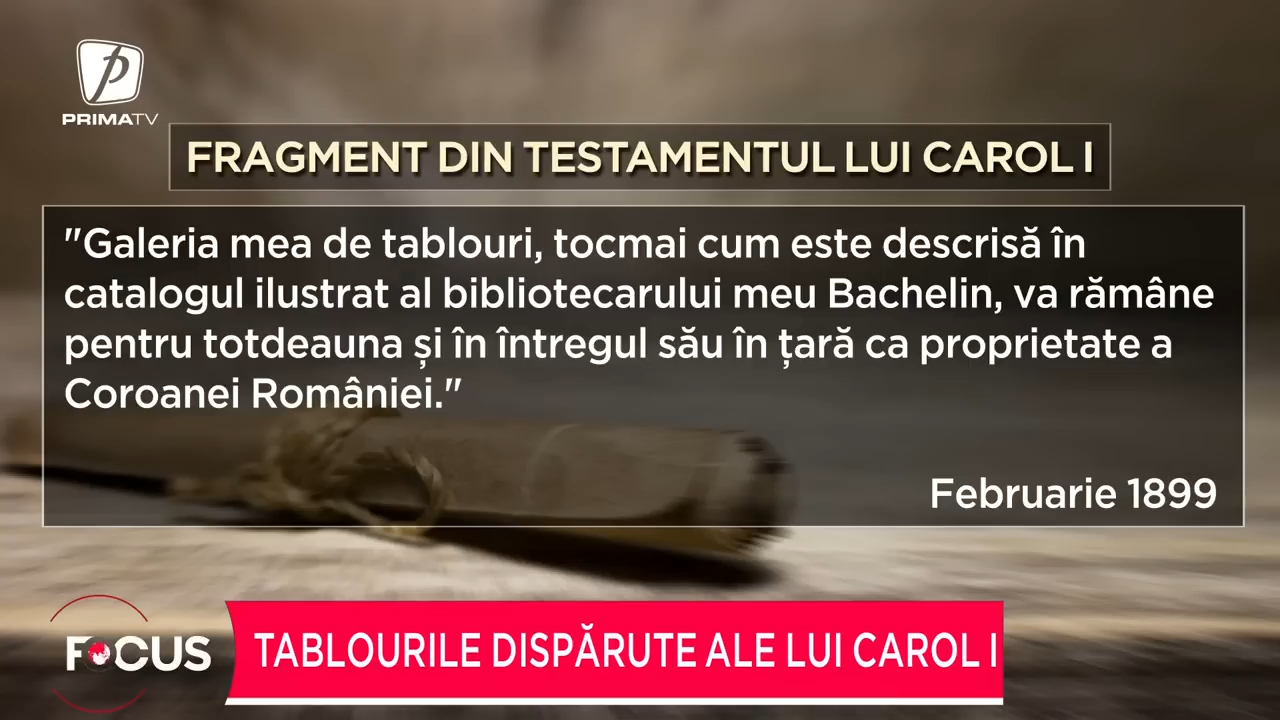 PRIMATV
FRAGMENT DIN TESTAMENTUL LUI CAROL I
"Galeria mea de tablouri, tocmai cum este descrisă în
catalogul ilustrat al bibliotecarului meu Bachelin, va rămâne
pentru totdeauna și în întregul său în țară ca proprietate a
Coroanei României."
Februarie 1899
FOCUS
TABLOURILE DISPĂRUTE ALE LUI CAROL I